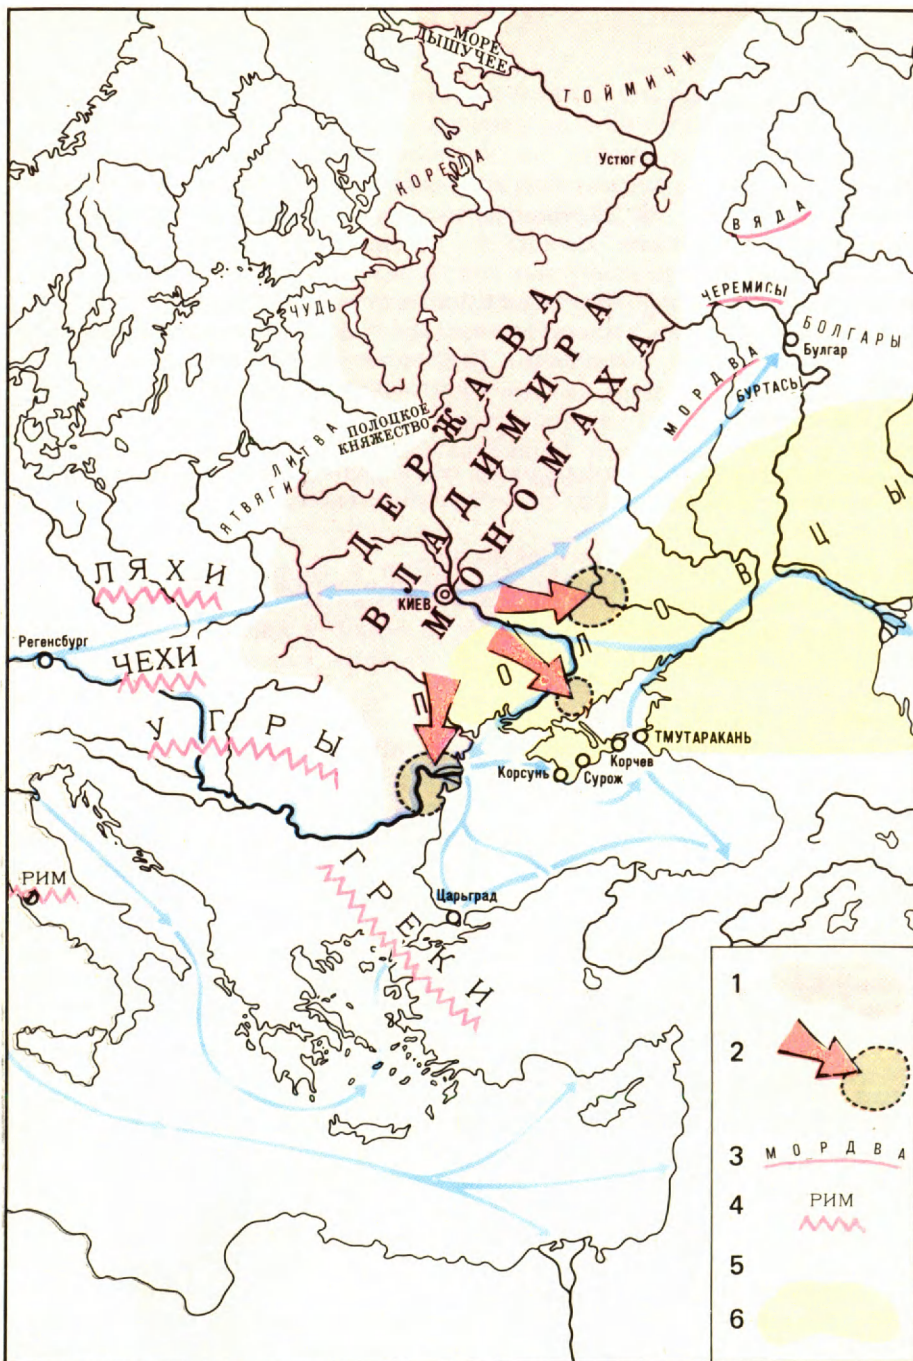 МОРЕ
ДЫШУЧЕЕ
ТОЙМИЧИ
КОРЕЛА
Устюг
ВЯДА
ЧУДЬ
ЧЕРЕМИСЫ
БОЛГАРЫ
Булгар
МОРДВА
БУРТАСЫ
ДЕРЖАВА
ВЛАДИМИРА
МОНОМАХА
ПОЛОЦКОЕ
КНЯЖЕСТВО
ЛИТВА
ЯТВЯГИ
ЛЯХИ
КИЕВ
ПОЛОВЦЫ
Регенсбург
ЧЕХИ
УГРЫ
ТМУТАРАКАНЬ
Корчев
Сурож
Корсунь
РИМ
ГРЕКИ
Царьград
1
2
3 МОРДВА
4 РИМ
5
6